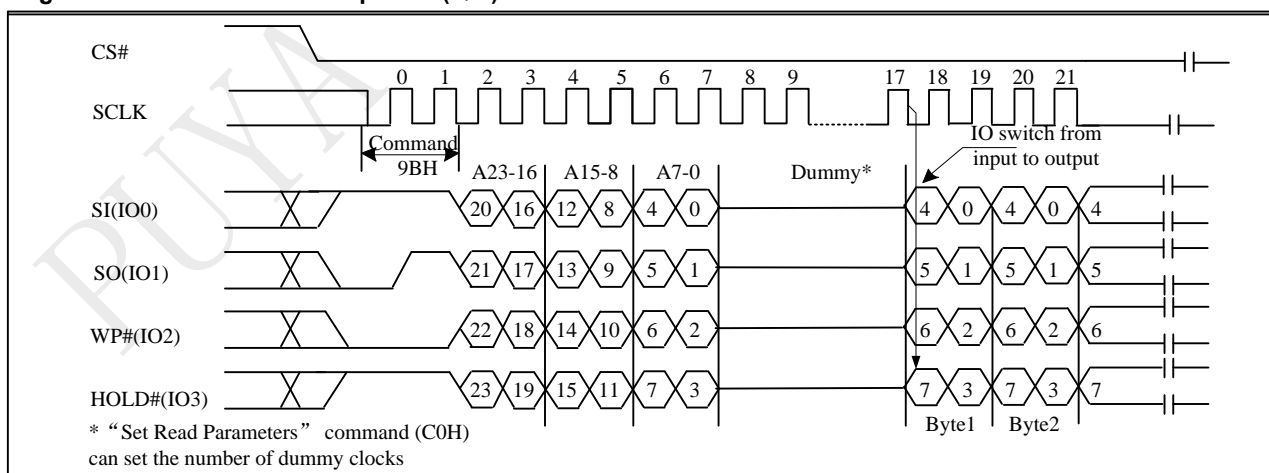 CS#
0 1 2 3 4 5 6 7 8 9 17 18 19 20 21
SCLK
Command
9BH
IO switch from
input to output
A23-16 A15-8 A7-0 Dummy*
SI(IO0) 20 16 12 8 4 0 4 0 4 0 4
SO(IO1) 21 17 13 9 5 1 5 1 5 1 5
WP#(IO2) 22 18 14 10 6 2 6 2 6 2 6
HOLD#(IO3) 23 19 15 11 7 3 7 3 7 3 7
Byte1 Byte2
* “Set Read Parameters” command (C0H)
can set the number of dummy clocks
PUYA